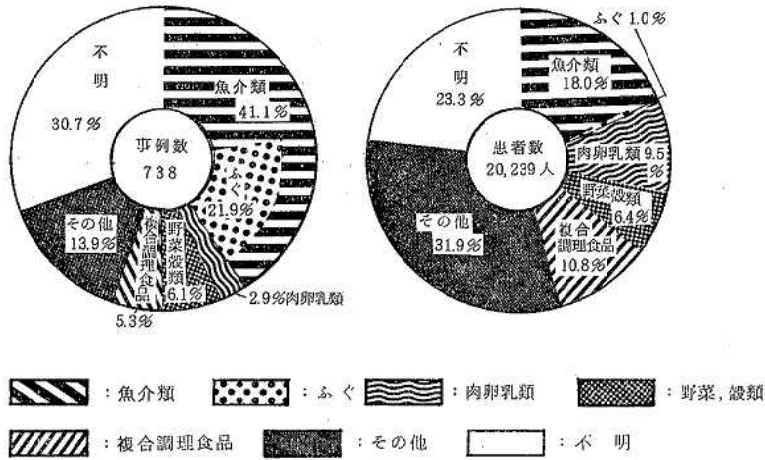 不明
30.7%
魚介類
41.1%
事例数
738
ふぐ
21.9%
その他
13.9%
複合調理食品
5.3%
野菜穀類
6.1%
2.9%肉卵乳類
ふぐ 1.0%
不明
23.3%
魚介類
18.0%
患者数
20,239人
肉卵乳類 9.5
%
野菜穀類
6.4%
その他
31.9%
複合
調理食品
10.8%
：魚介類 ：ふぐ ：肉卵乳類 ：野菜，穀類
：複合調理食品 ：その他 ：不明